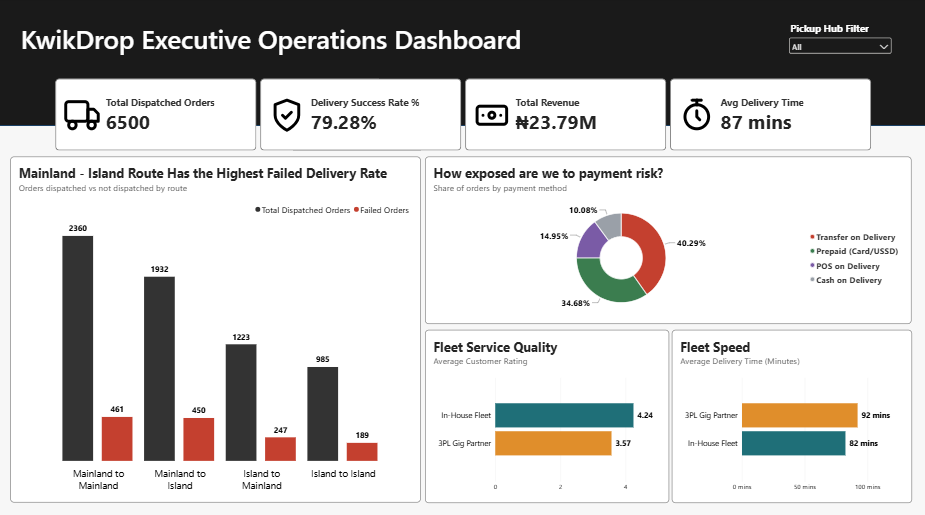 KwikDrop Executive Operations Dashboard
Pickup Hub Filter
All
Total Dispatched Orders
6500
Delivery Success Rate %
79.28%
Total Revenue
₦23.79M
Avg Delivery Time
87 mins
Mainland - Island Route Has the Highest Failed Delivery Rate
Orders dispatched vs not dispatched by route
Total Dispatched Orders Failed Orders
2360
1932
1223
985
461
450
247
189
Mainland to
Mainland
Mainland to
Island
Island to
Mainland
Island to Island
How exposed are we to payment risk?
Share of orders by payment method
10.08%
14.95%
40.29%
34.68%
Transfer on Delivery
Prepaid (Card/USSD)
POS on Delivery
Cash on Delivery
Fleet Service Quality
Average Customer Rating
In-House Fleet
4.24
3PL Gig Partner
3.57
0 2 4
Fleet Speed
Average Delivery Time (Minutes)
3PL Gig Partner
92 mins
In-House Fleet
82 mins
0 mins 50 mins 100 mins